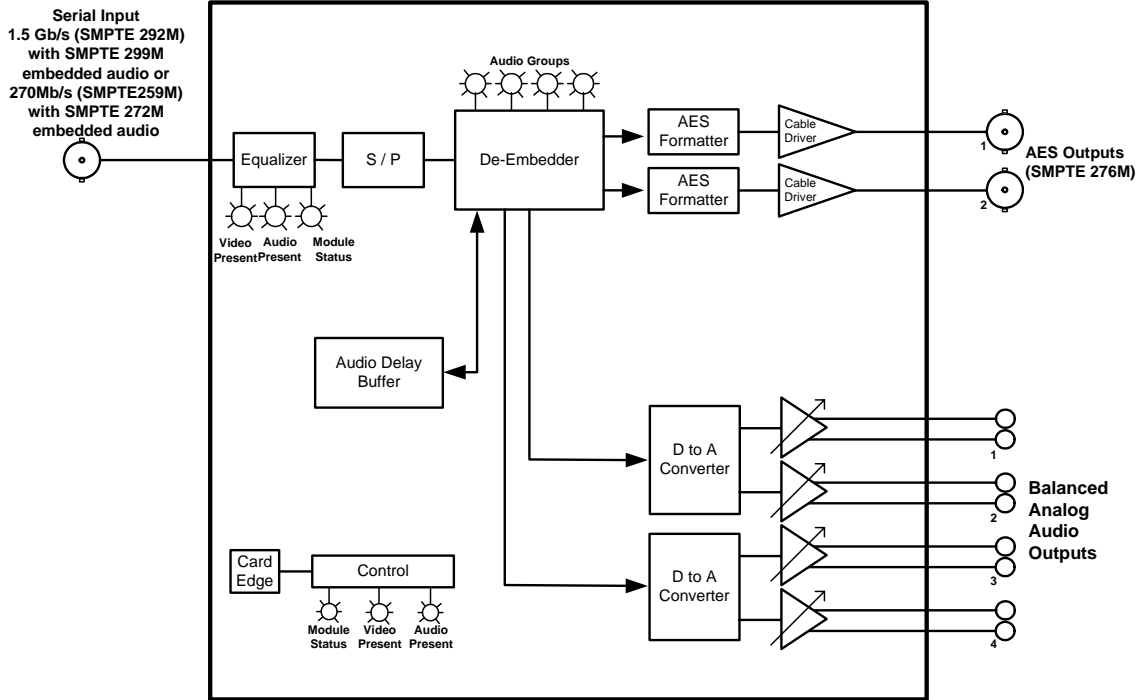 Serial Input
1.5 Gb/s (SMPTE 292M)
with SMPTE 299M
embedded audio or
270Mb/s (SMPTE259M)
with SMPTE 272M
embedded audio
Audio Groups
Equalizer
S / P
De-Embedder
AES
Formatter
Cable
Driver
1
AES
Formatter
Cable
Driver
2
AES Outputs
(SMPTE 276M)
Video
Present
Audio
Present
Module
Status
Audio Delay
Buffer
D to A
Converter
1
2
D to A
Converter
3
4
Balanced
Analog
Audio
Outputs
Card
Edge
Control
Module
Status
Video
Present
Audio
Present